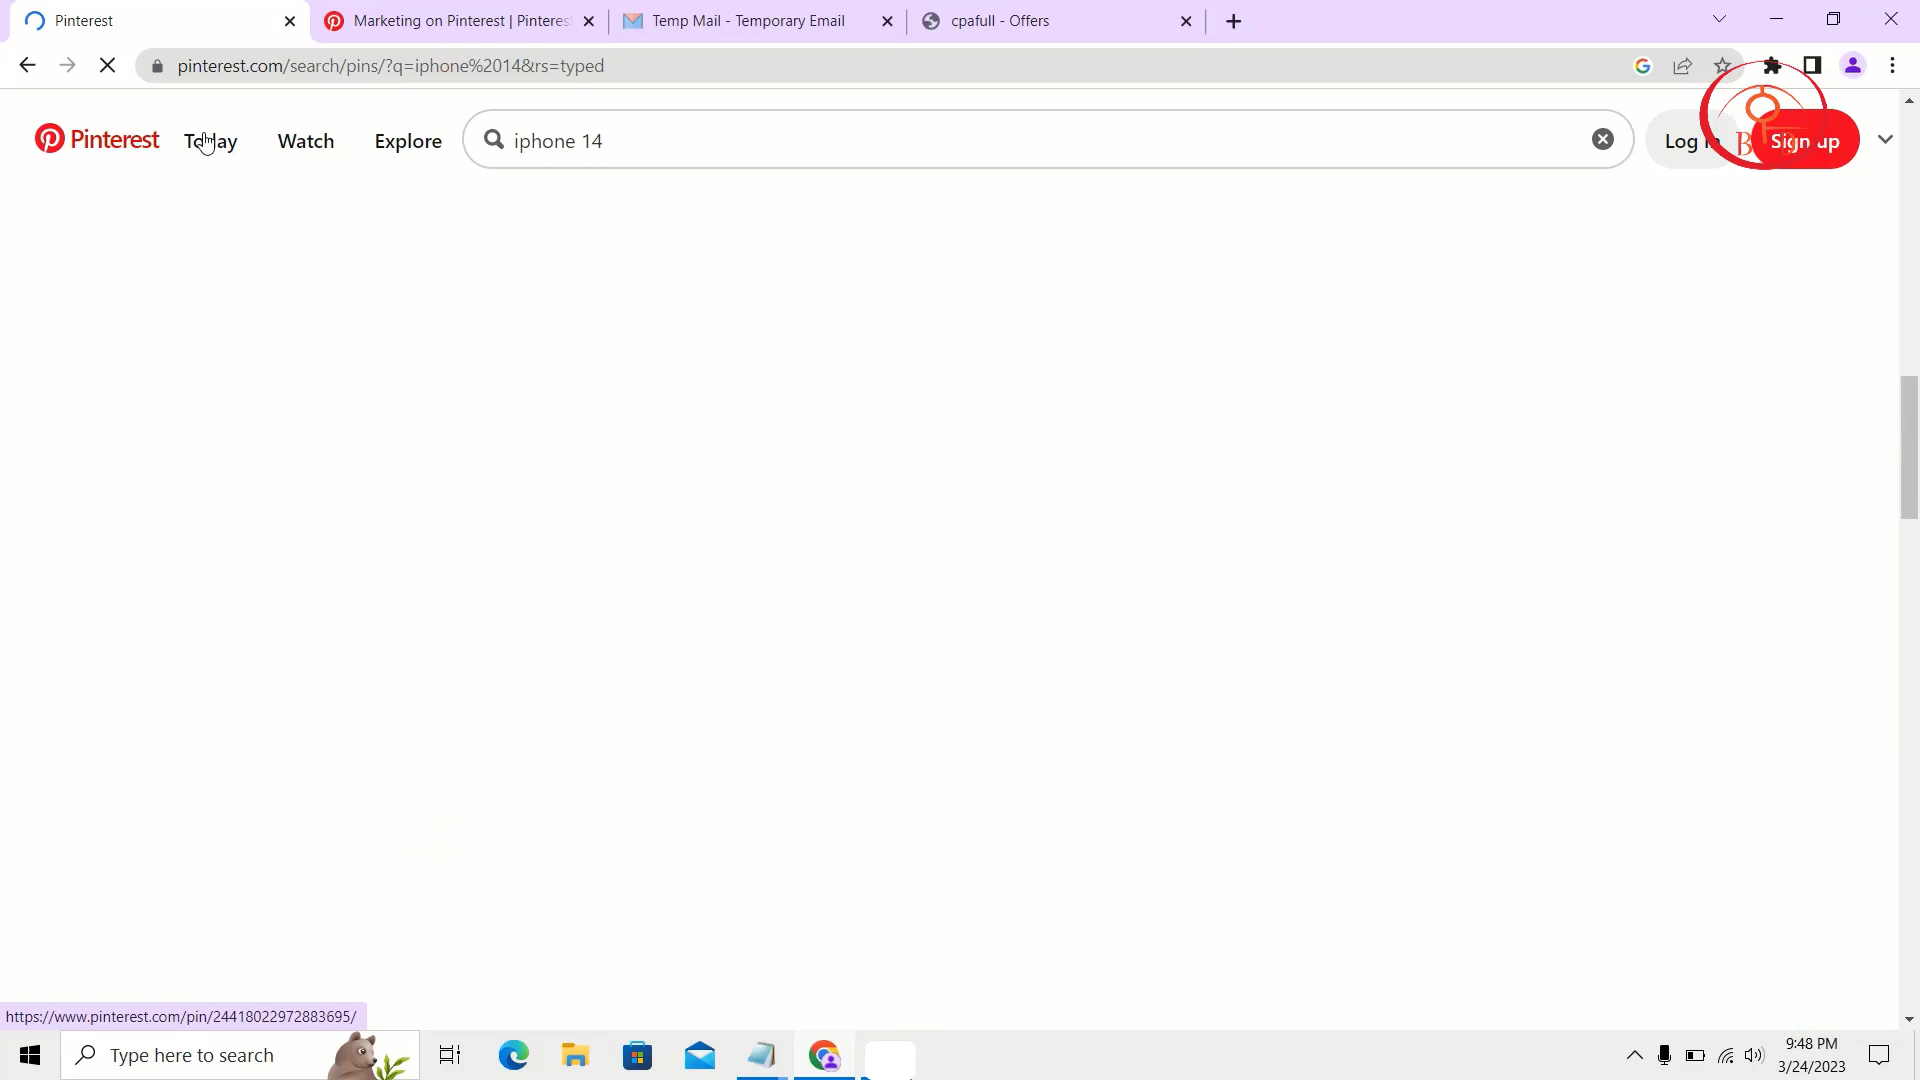 Pinterest
Marketing on Pinterest | Pinteres
Temp Mail - Temporary Email
cpafull - Offers
pinterest.com/search/pins/?q=iphone%2014&rs=typed
Pinterest
Today
Watch
Explore
iphone 14
Log in
Sign up
https://www.pinterest.com/pin/24418022972883695/
Type here to search
9:48 PM
3/24/2023